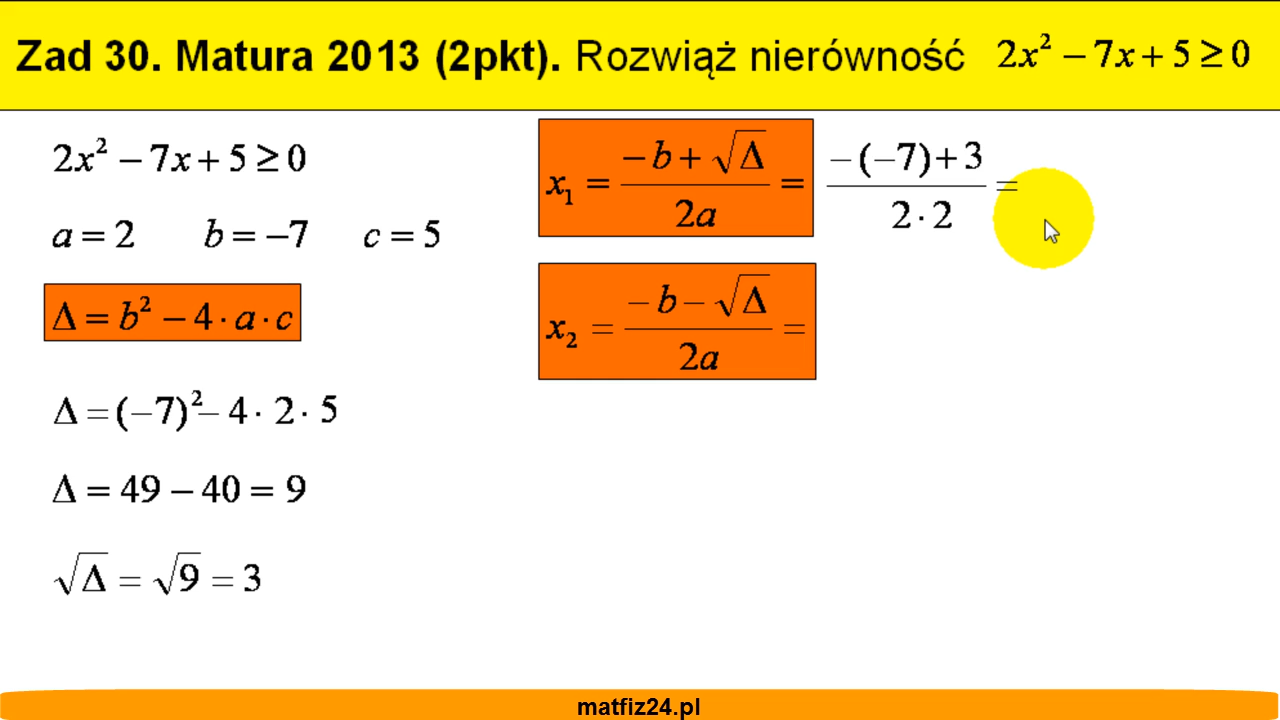 Zad 30. Matura 2013 (2pkt). Rozwiąż nierówność 2x² − 7x + 5 ≥ 0
2x² − 7x + 5 ≥ 0
a = 2 b = −7 c = 5
Δ = b² − 4 · a · c
Δ = (−7)² − 4 · 2 · 5
Δ = 49 − 40 = 9
√Δ = √9 = 3
x₁ = (−b + √Δ)/(2a) = (−(−7) + 3)/(2 · 2) =
x₂ = (−b − √Δ)/(2a) =
matfiz24.pl